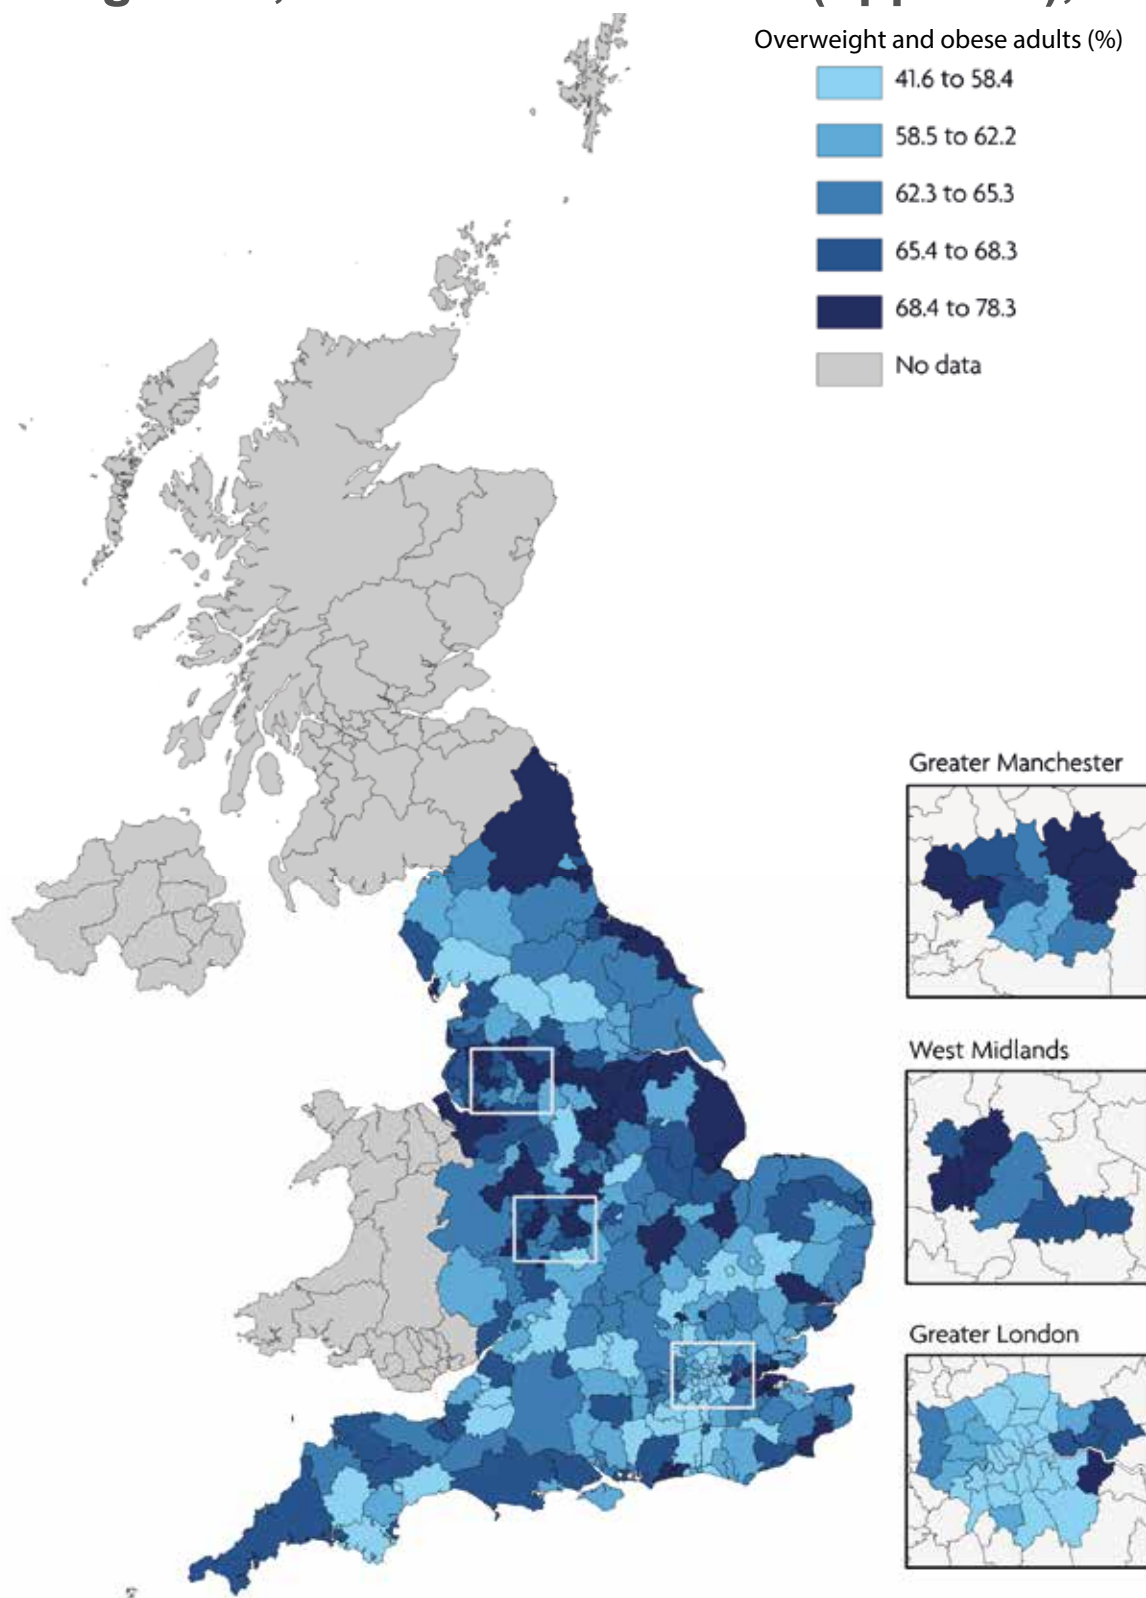 Overweight and obese adults (%)
41.6 to 58.4
58.5 to 62.2
62.3 to 65.3
65.4 to 68.3
68.4 to 78.3
No data
Greater Manchester
West Midlands
Greater London